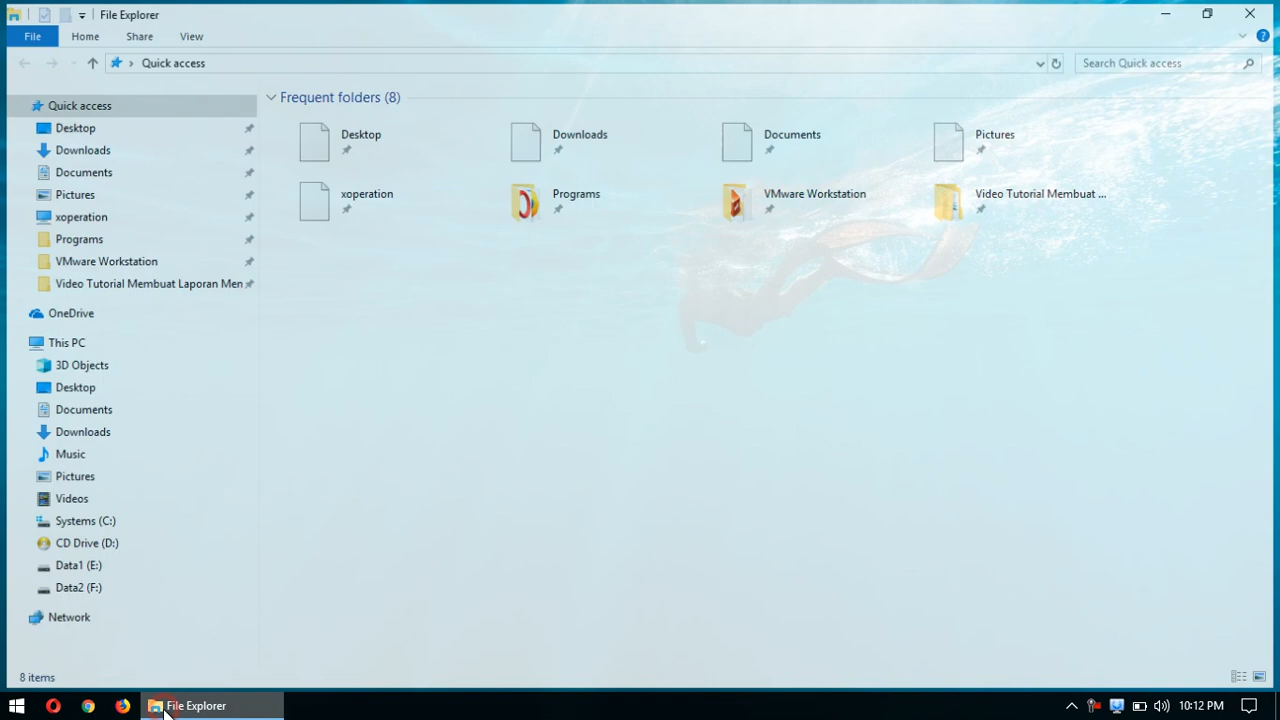 File Explorer
File Home Share View
Quick access
Search Quick access
Quick access
Desktop
Downloads
Documents
Pictures
xoperation
Programs
VMware Workstation
Video Tutorial Membuat Laporan Men
OneDrive
This PC
3D Objects
Desktop
Documents
Downloads
Music
Pictures
Videos
Systems (C:)
CD Drive (D:)
Data1 (E:)
Data2 (F:)
Network
Frequent folders (8)
Desktop Downloads Documents Pictures
xoperation Programs VMware Workstation Video Tutorial Membuat ...
8 items
File Explorer
10:12 PM